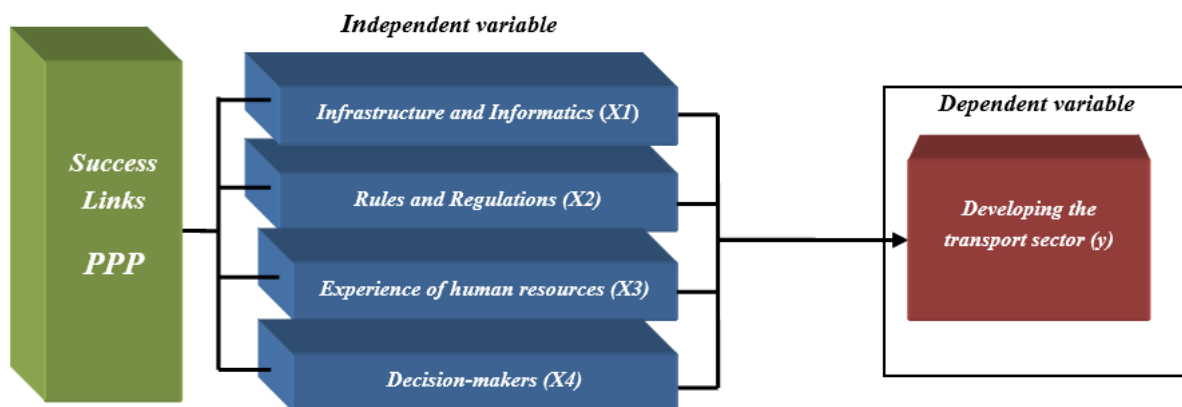 Independent variable
Success
Links
PPP
Infrastructure and Informatics (X1)
Rules and Regulations (X2)
Experience of human resources (X3)
Decision-makers (X4)
Dependent variable
Developing the
transport sector (y)